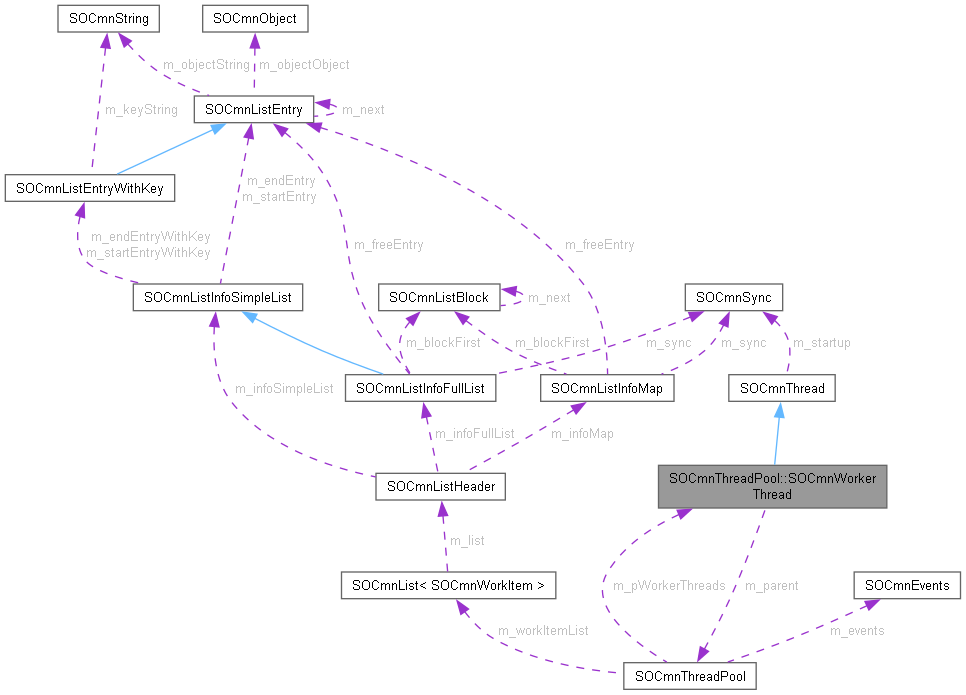 SOCmnString
SOCmnObject
m_objectString
m_objectObject
SOCmnListEntry
m_next
m_keyString
SOCmnListEntryWithKey
m_endEntry
m_startEntry
m_endEntryWithKey
m_startEntryWithKey
m_freeEntry
m_freeEntry
SOCmnListInfoSimpleList
SOCmnListBlock
m_next
SOCmnSync
m_blockFirst
m_blockFirst
m_sync
m_sync
m_startup
m_infoSimpleList
SOCmnListInfoFullList
SOCmnListInfoMap
SOCmnThread
m_infoFullList
m_infoMap
SOCmnListHeader
SOCmnThreadPool::SOCmnWorker
Thread
m_list
SOCmnList< SOCmnWorkItem >
m_pWorkerThreads
m_parent
SOCmnEvents
m_workItemList
m_events
SOCmnThreadPool